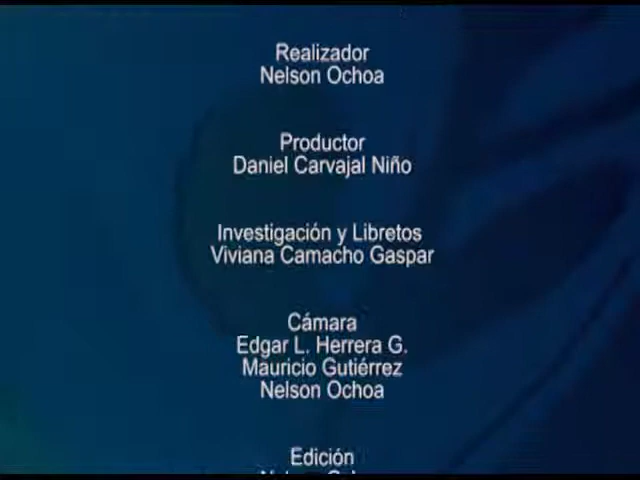 Realizador
Nelson Ochoa
Productor
Daniel Carvajal Niño
Investigación y Libretos
Viviana Camacho Gaspar
Cámara
Edgar L. Herrera G.
Mauricio Gutiérrez
Nelson Ochoa
Edición